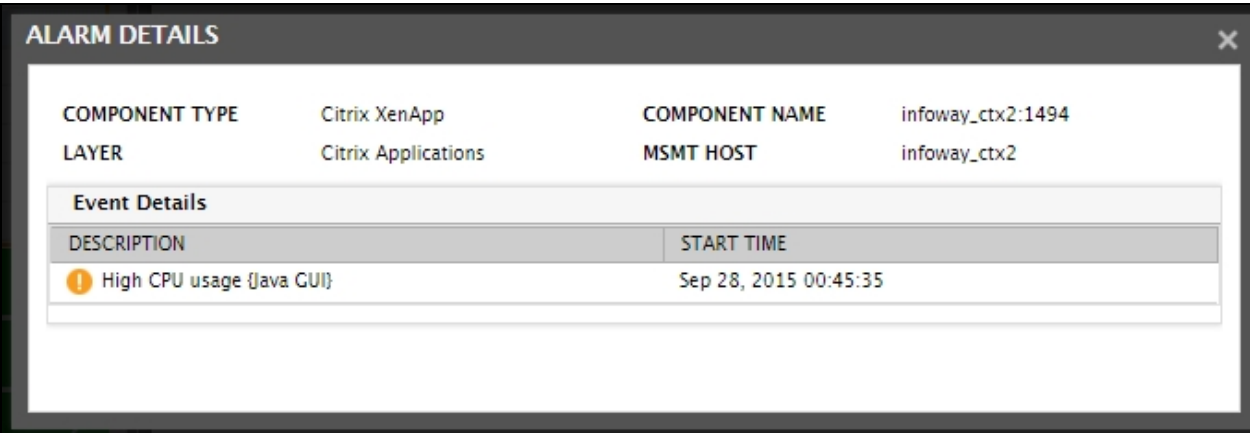 ALARM DETAILS
COMPONENT TYPE Citrix XenApp COMPONENT NAME infoway_ctx2:1494
LAYER Citrix Applications MSMT HOST infoway_ctx2
Event Details
DESCRIPTION START TIME
High CPU usage {Java GUI} Sep 28, 2015 00:45:35